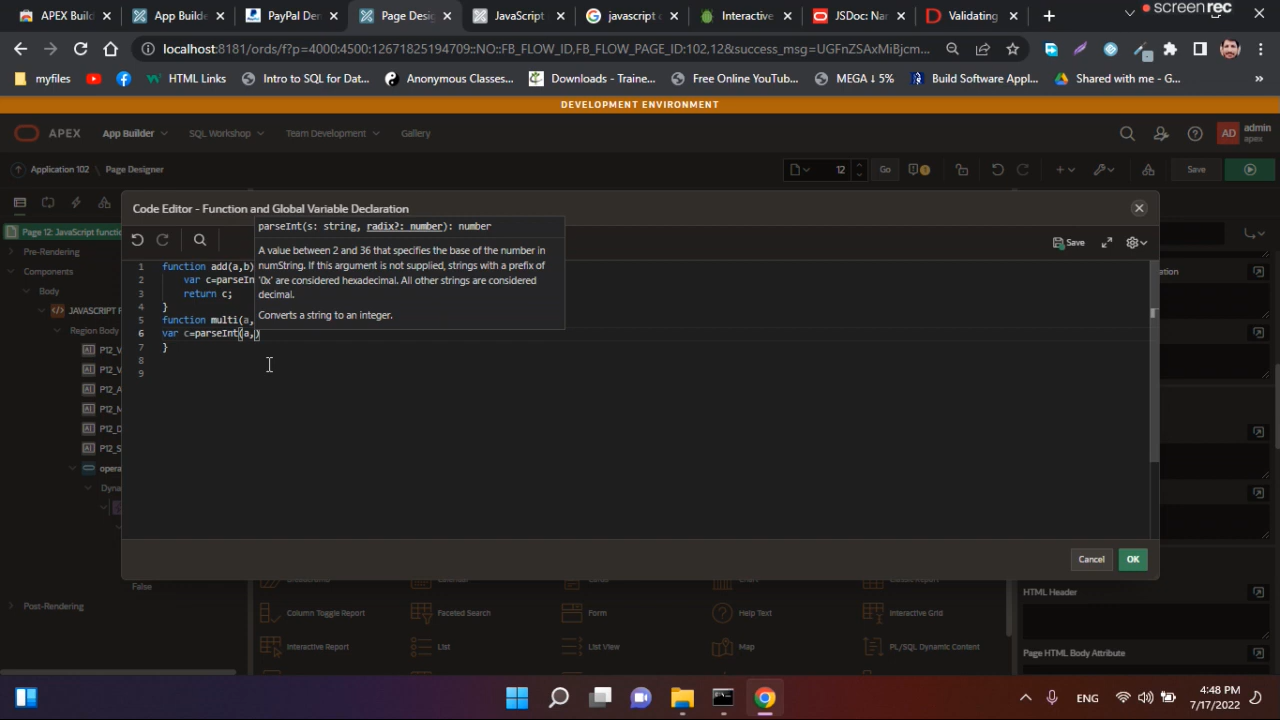 SCREENREC
APEX Build
App Builde
PayPal Dem
Page Desig
JavaScript
javascript c
Interactive
JSDoc: Nam
Validating
localhost:8181/ords/f?p=4000:4500:12671825194709::NO::FB_FLOW_ID,FB_FLOW_PAGE_ID:102,12&success_msg=UGFnZSAxMiBjcm...
myfiles
HTML Links
Intro to SQL for Dat...
Anonymous Classe...
Downloads - Traine...
Free Online YouTub...
MEGA ل 5%
Build Software Appl...
Shared with me - G...
DEVELOPMENT ENVIRONMENT
APEX
App Builder
SQL Workshop
Team Development
Gallery
AD
admin
apex
Application 102
Page Designer
12
Go
1
Save
Code Editor - Function and Global Variable Declaration
Page 12: JavaScript functio
Pre-Rendering
Components
Body
JAVASCRIPT F
Region Body
P12_V
P12_V
P12_A
P12_M
P12_D
P12_S
opera
Dyna
False
Post-Rendering
Save
parseInt(s: string, radix?: number): number
A value between 2 and 36 that specifies the base of the number in
numString. If this argument is not supplied, strings with a prefix of
'0x' are considered hexadecimal. All other strings are considered
decimal.
Converts a string to an integer.
1 function add(a,b)
2 var c=parseIn
3 return c;
4 }
5 function multi(a,
6 var c=parseInt(a,)
7 }
8
9
Cancel
OK
Column Toggle Report
Faceted Search
Form
Help Text
Interactive Grid
Interactive Report
List
List View
Map
PL/SQL Dynamic Content
HTML Header
Page HTML Body Attribute
ENG
4:48 PM
7/17/2022